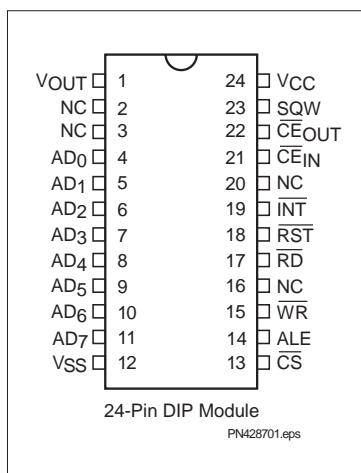 VOUT 1 24 VCC
NC 2 23 SQW
NC 3 22 CEOUT
AD0 4 21 CEIN
AD1 5 20 NC
AD2 6 19 INT
AD3 7 18 RST
AD4 8 17 RD
AD5 9 16 NC
AD6 10 15 WR
AD7 11 14 ALE
VSS 12 13 CS
24-Pin DIP Module
PN428701.eps